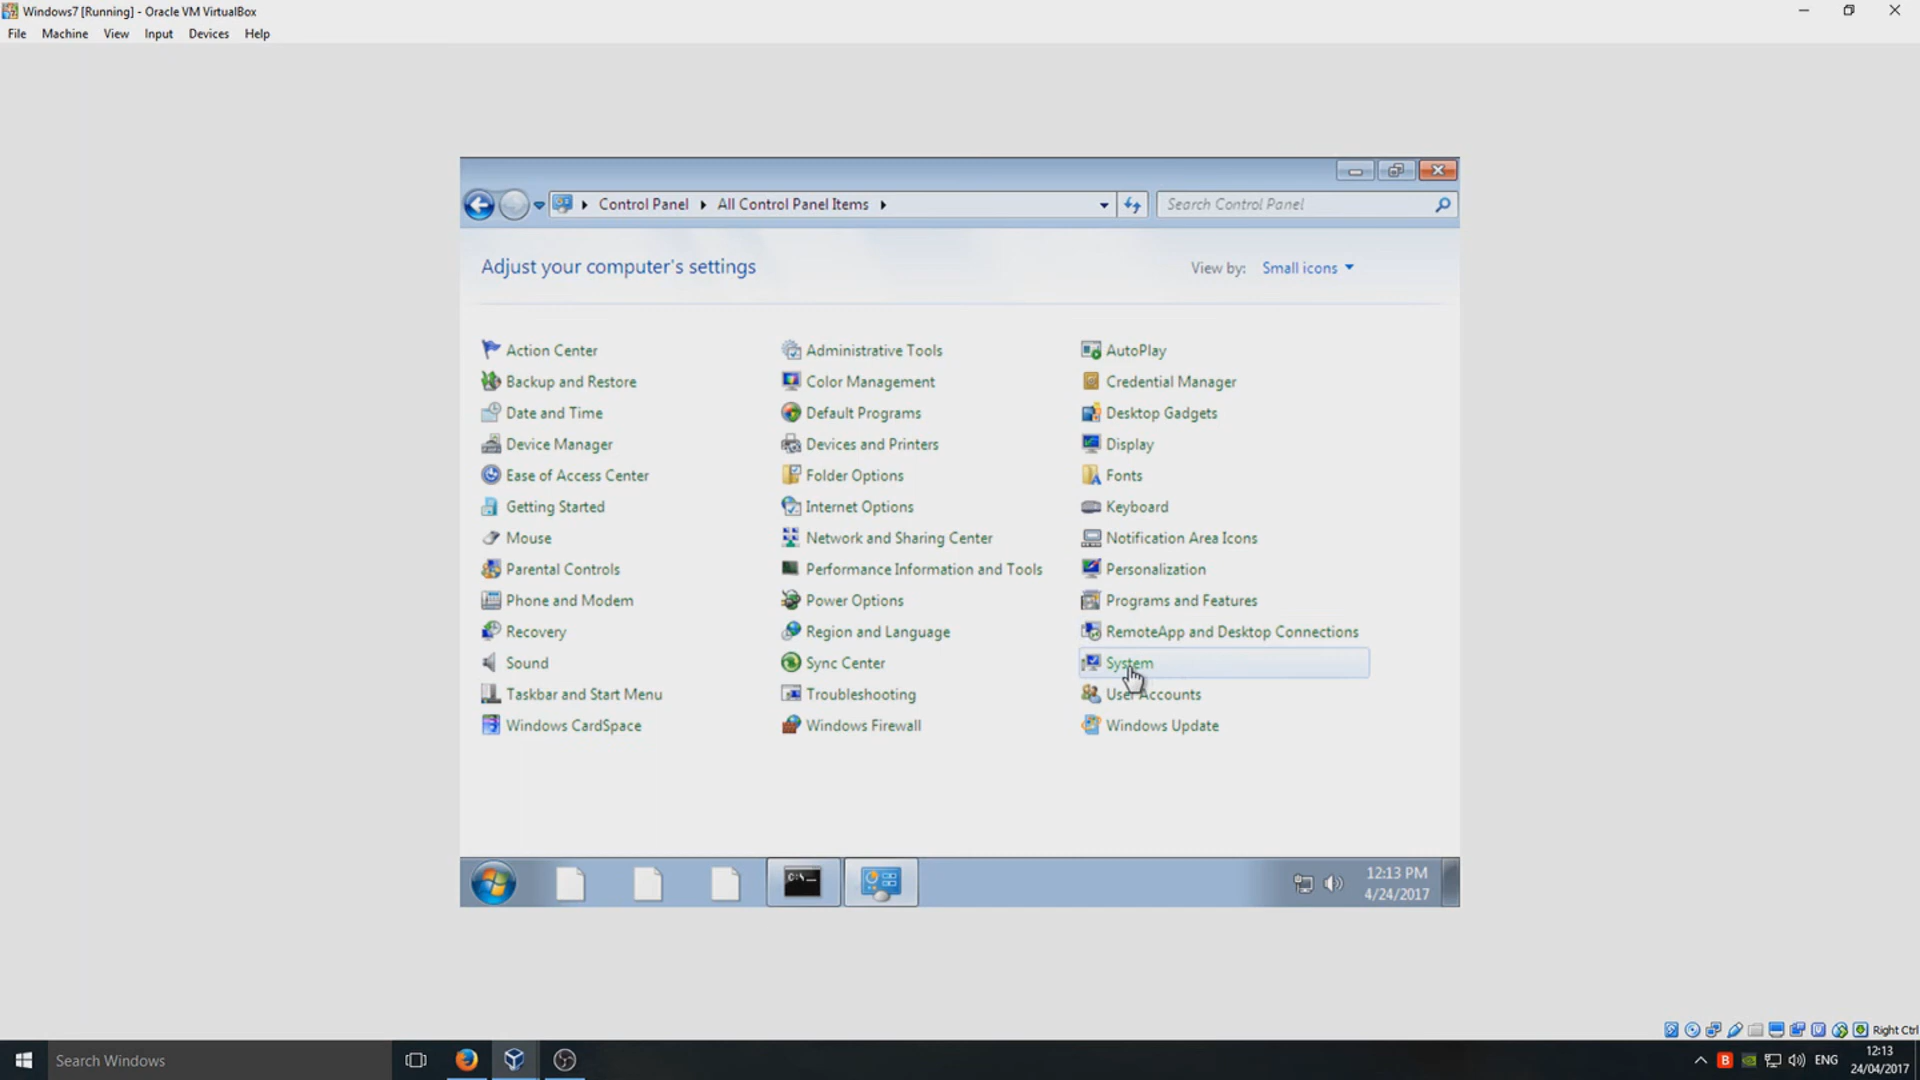 Windows7 [Running] - Oracle VM VirtualBox
File Machine View Input Devices Help
Control Panel All Control Panel Items
Search Control Panel
Adjust your computer's settings
View by: Small icons
Action Center Administrative Tools AutoPlay
Backup and Restore Color Management Credential Manager
Date and Time Default Programs Desktop Gadgets
Device Manager Devices and Printers Display
Ease of Access Center Folder Options Fonts
Getting Started Internet Options Keyboard
Mouse Network and Sharing Center Notification Area Icons
Parental Controls Performance Information and Tools Personalization
Phone and Modem Power Options Programs and Features
Recovery Region and Language RemoteApp and Desktop Connections
Sound Sync Center System
Taskbar and Start Menu Troubleshooting User Accounts
Windows CardSpace Windows Firewall Windows Update
C:\
12:13 PM
4/24/2017
Right Ctrl
Search Windows
B
ENG
12:13
24/04/2017